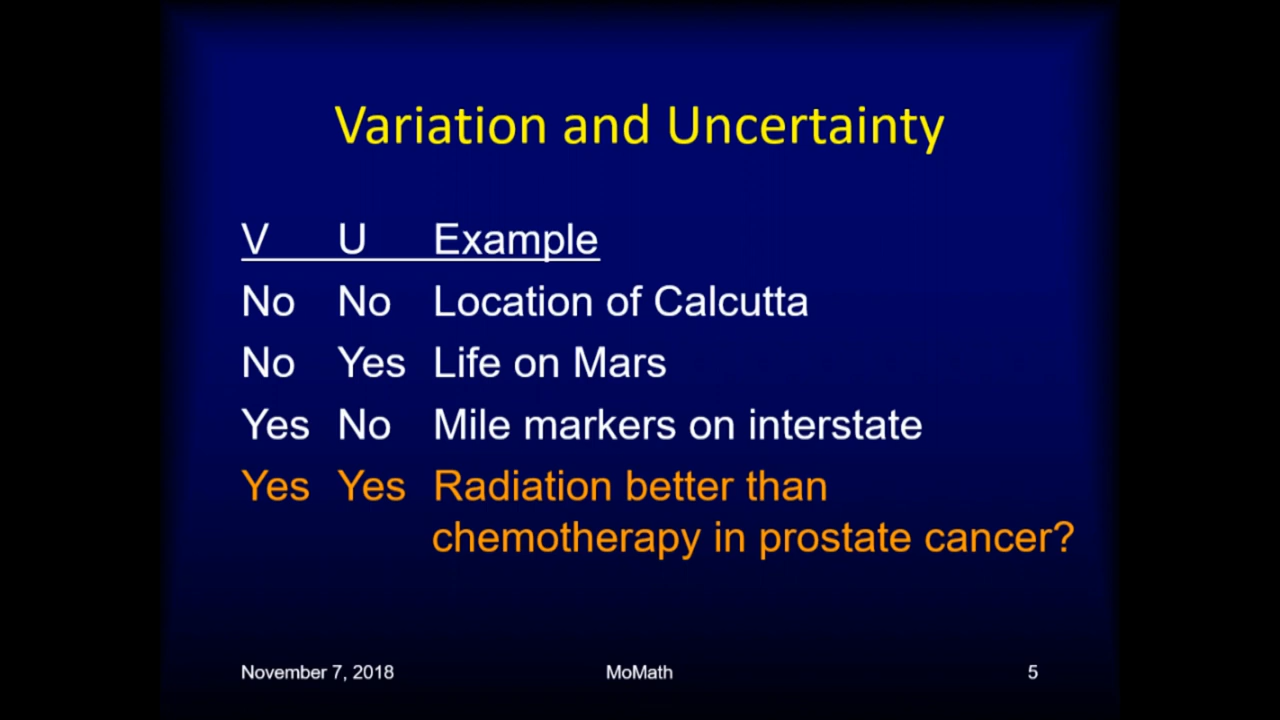 Variation and Uncertainty
V U Example
No No Location of Calcutta
No Yes Life on Mars
Yes No Mile markers on interstate
Yes Yes Radiation better than
chemotherapy in prostate cancer?
November 7, 2018 MoMath 5